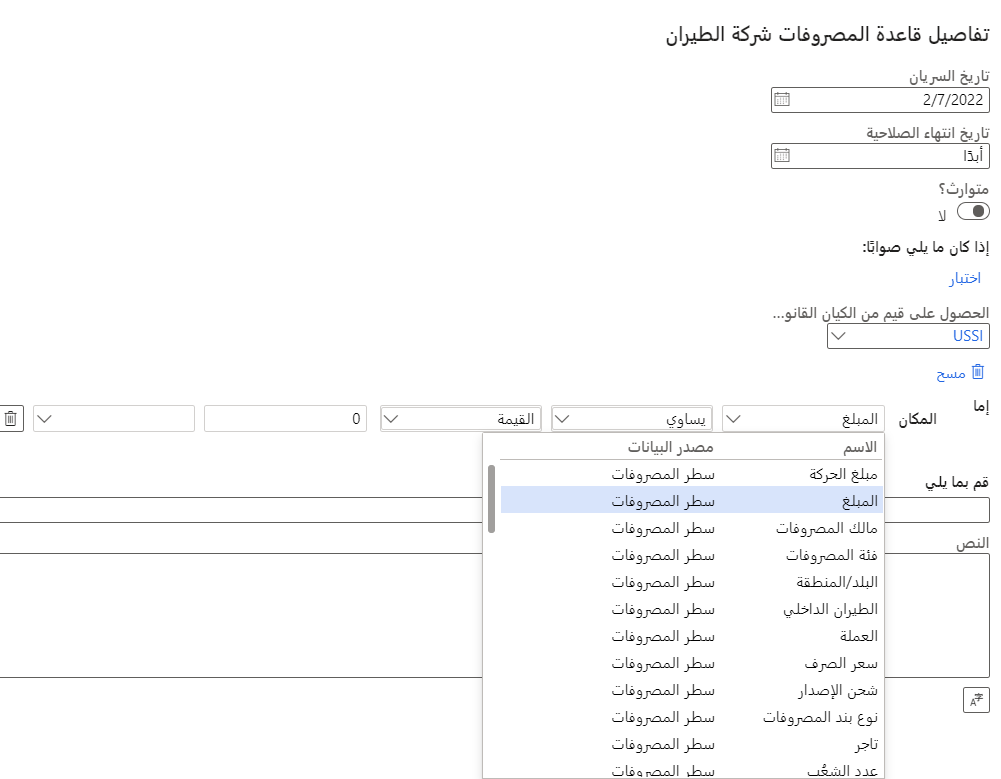 تفاصيل قاعدة المصروفات شركة الطيران
تاريخ السريان
2/7/2022
تاريخ انتهاء الصلاحية
أبدًا
متوارث؟
لا
إذا كان ما يلي صوابًا:
اختبار
الحصول على قيم من الكيان القانو...
USSI
مسح
إما
المكان المبلغ يساوي القيمة 0
الاسم مصدر البيانات
مبلغ الحركة سطر المصروفات
المبلغ سطر المصروفات
مالك المصروفات سطر المصروفات
فئة المصروفات سطر المصروفات
البلد/المنطقة سطر المصروفات
الطيران الداخلي سطر المصروفات
العملة سطر المصروفات
سعر الصرف سطر المصروفات
شحن الإصدار سطر المصروفات
نوع بند المصروفات سطر المصروفات
تاجر سطر المصروفات
عدد الشعُب سطر المصروفات
قم بما يلي
النص